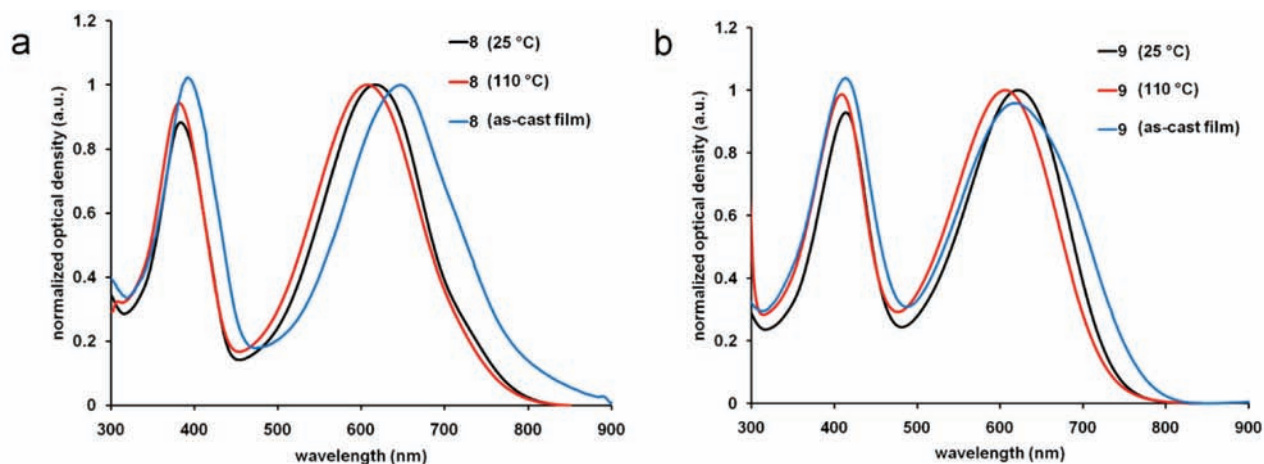 a
normalized optical density (a.u.)
1.2
1
0.8
0.6
0.4
0.2
0
300 400 500 600 700 800 900
wavelength (nm)
8 (25 °C)
8 (110 °C)
8 (as-cast film)
b
normalized optical density (a.u.)
1.2
1
0.8
0.6
0.4
0.2
0
300 400 500 600 700 800 900
wavelength (nm)
9 (25 °C)
9 (110 °C)
9 (as-cast film)